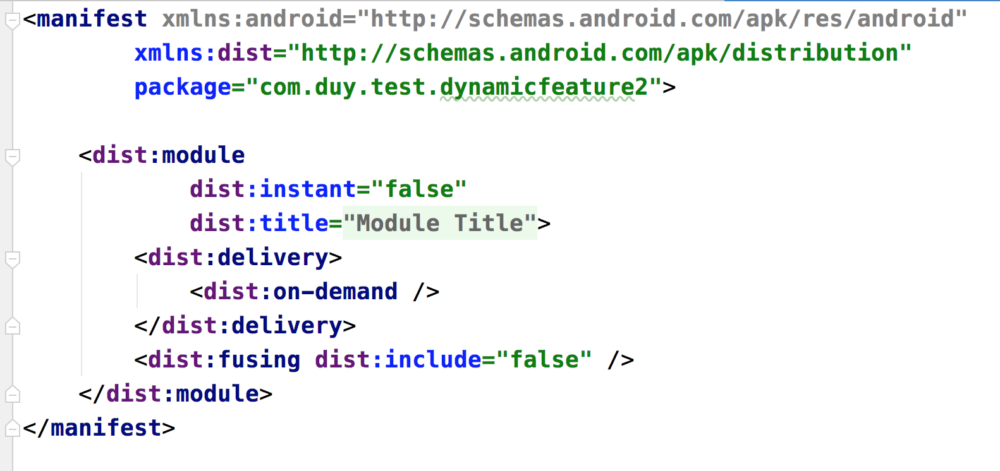 <manifest xmlns:android="http://schemas.android.com/apk/res/android"
xmlns:dist="http://schemas.android.com/apk/distribution"
package="com.duy.test.dynamicfeature2">
<dist:module
dist:instant="false"
dist:title="Module Title">
<dist:delivery>
<dist:on-demand />
</dist:delivery>
<dist:fusing dist:include="false" />
</dist:module>
</manifest>